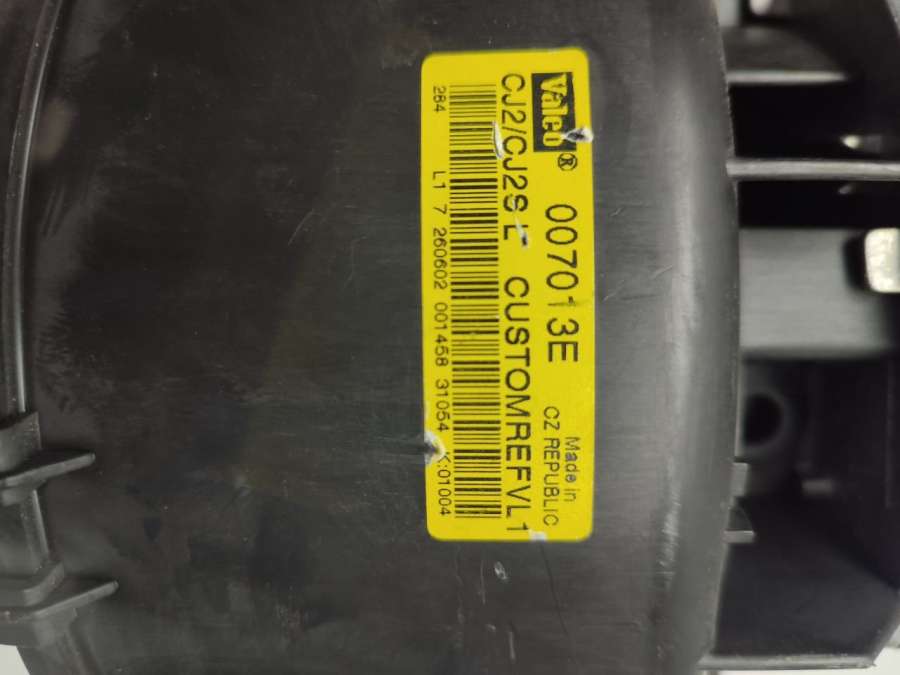 Valeo® 007013E Made in
CZ REPUBLIC
CJ2/CJ2S L CUSTOMREFVL1
284 L1 7 260602 001458 31054 K:01004